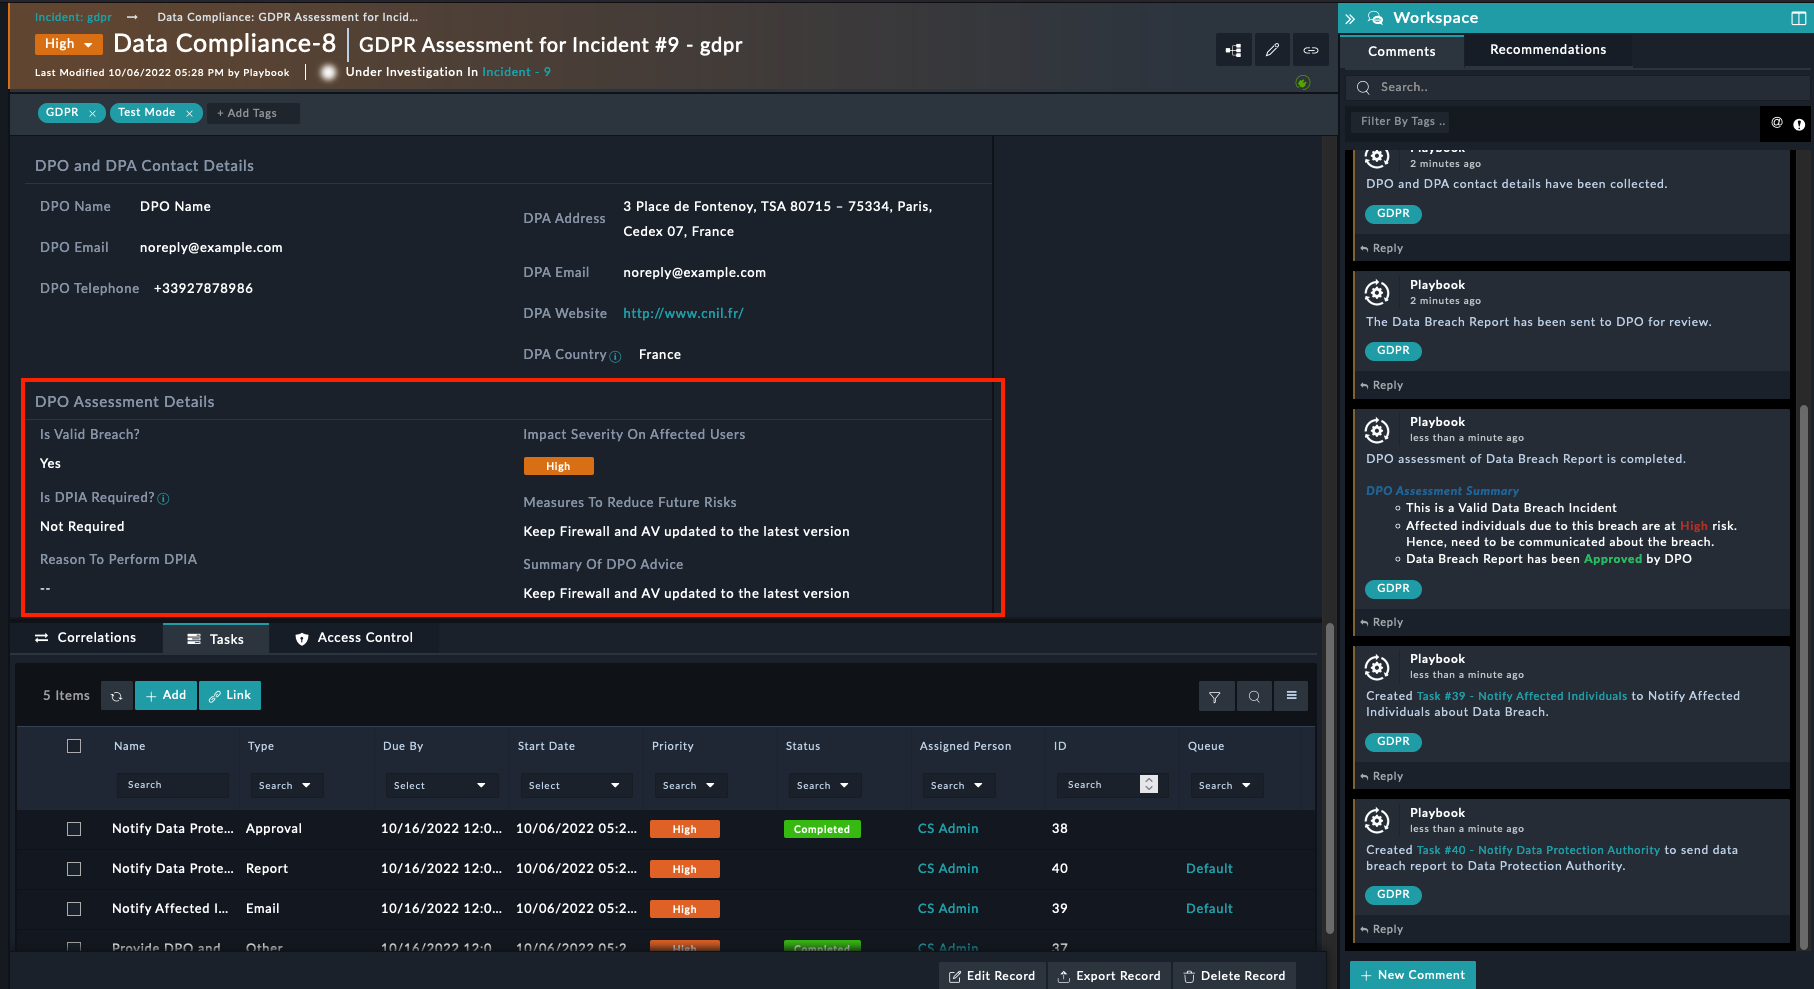 Incident: gdpr → Data Compliance: GDPR Assessment for Incid...
High Data Compliance-8 GDPR Assessment for Incident #9 - gdpr
Last Modified 10/06/2022 05:28 PM by Playbook Under Investigation In Incident - 9
GDPR × Test Mode × + Add Tags
DPO and DPA Contact Details
DPO Name DPO Name
DPO Email noreply@example.com
DPO Telephone +33927878986
DPA Address 3 Place de Fontenoy, TSA 80715 – 75334, Paris,
Cedex 07, France
DPA Email noreply@example.com
DPA Website http://www.cnil.fr/
DPA Country France
DPO Assessment Details
Is Valid Breach?
Yes
Is DPIA Required?
Not Required
Reason To Perform DPIA
--
Impact Severity On Affected Users
High
Measures To Reduce Future Risks
Keep Firewall and AV updated to the latest version
Summary Of DPO Advice
Keep Firewall and AV updated to the latest version
Correlations Tasks Access Control
5 Items + Add Link
Name Type Due By Start Date Priority Status Assigned Person ID Queue
Search Search Select Select Search Search Search Search Search
Notify Data Prote... Approval 10/16/2022 12:0... 10/06/2022 05:2... High Completed CS Admin 38
Notify Data Prote... Report 10/16/2022 12:0... 10/06/2022 05:2... High CS Admin 40 Default
Notify Affected I... Email 10/16/2022 12:0... 10/06/2022 05:2... High CS Admin 39 Default
Provide DPO and Other 10/16/2022 12:0 10/06/2022 05:2 High Completed CS Admin 37
Edit Record Export Record Delete Record
Workspace
Comments Recommendations
Search..
Filter By Tags ..
@
Playbook
2 minutes ago
DPO and DPA contact details have been collected.
GDPR
Reply
Playbook
2 minutes ago
The Data Breach Report has been sent to DPO for review.
GDPR
Reply
Playbook
less than a minute ago
DPO assessment of Data Breach Report is completed.
DPO Assessment Summary
This is a Valid Data Breach Incident
Affected individuals due to this breach are at High risk.
Hence, need to be communicated about the breach.
Data Breach Report has been Approved by DPO
GDPR
Reply
Playbook
less than a minute ago
Created Task #39 - Notify Affected Individuals to Notify Affected
Individuals about Data Breach.
GDPR
Reply
Playbook
less than a minute ago
Created Task #40 - Notify Data Protection Authority to send data
breach report to Data Protection Authority.
GDPR
Reply
+ New Comment